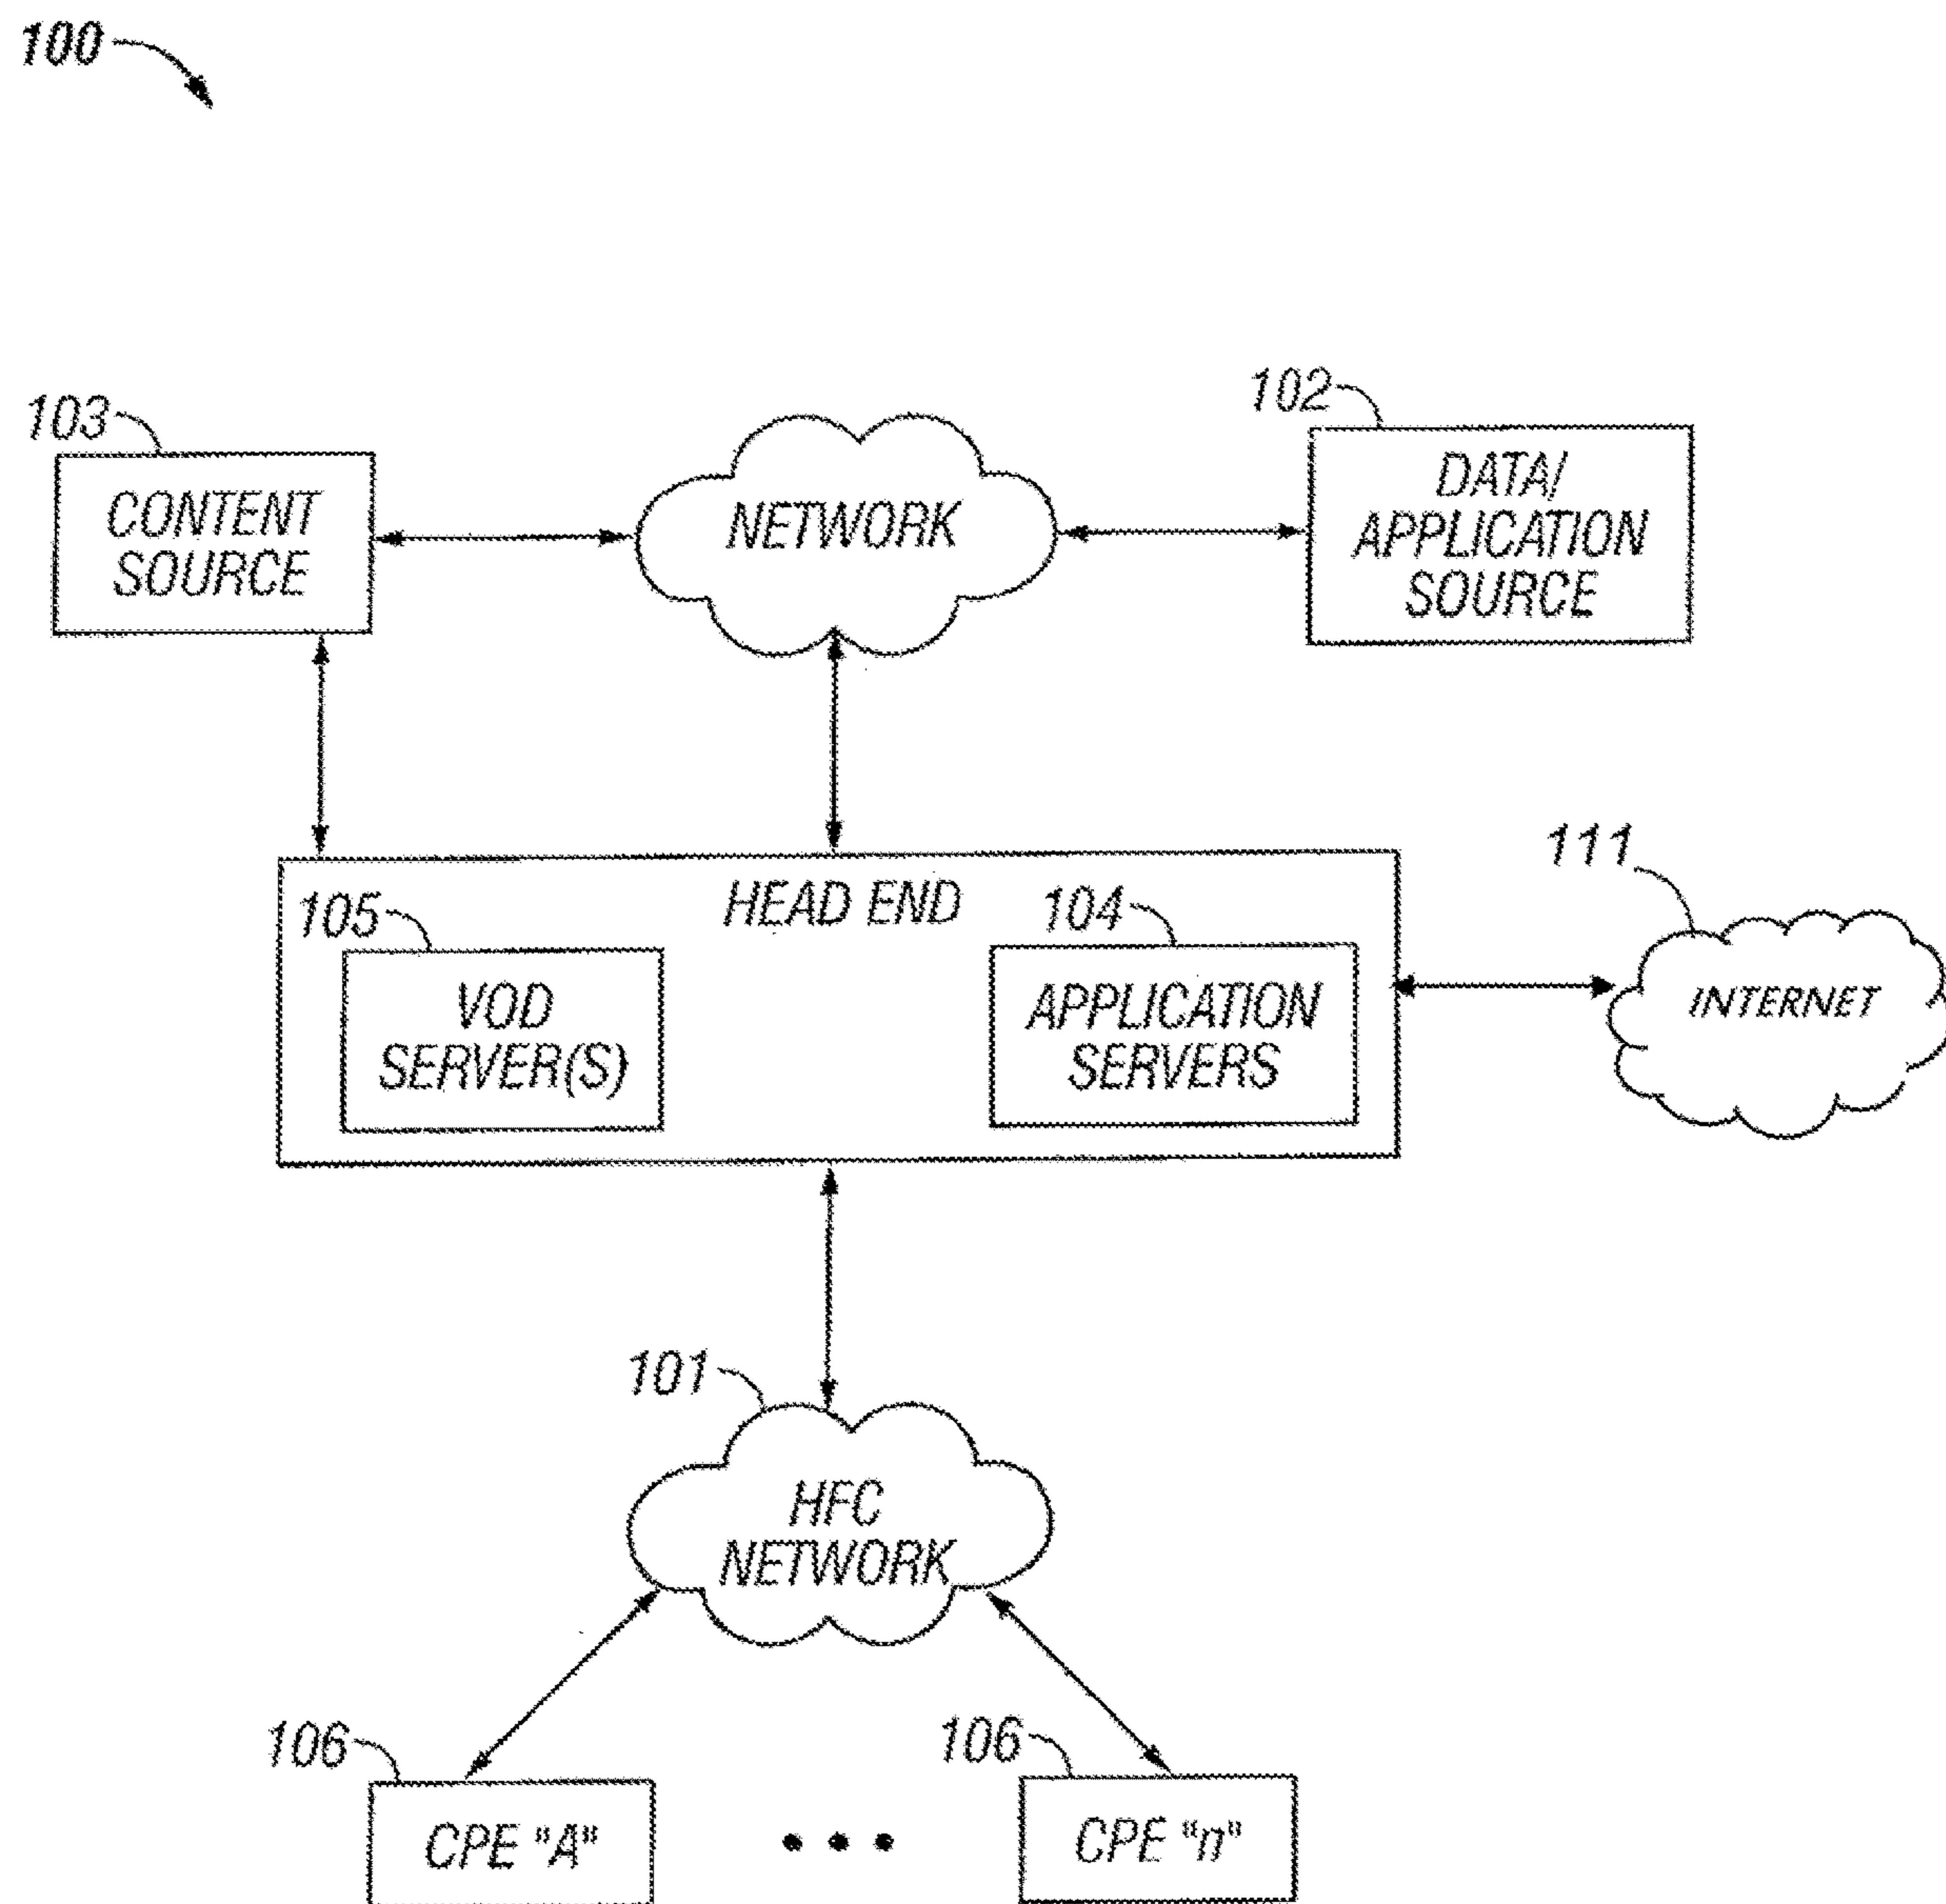 100
103
CONTENT
SOURCE
NETWORK
102
DATA/
APPLICATION
SOURCE
HEAD END
105
VOD
SERVER(S)
104
APPLICATION
SERVERS
111
INTERNET
101
HFC
NETWORK
106
CPE "A"
• • •
106
CPE "n"